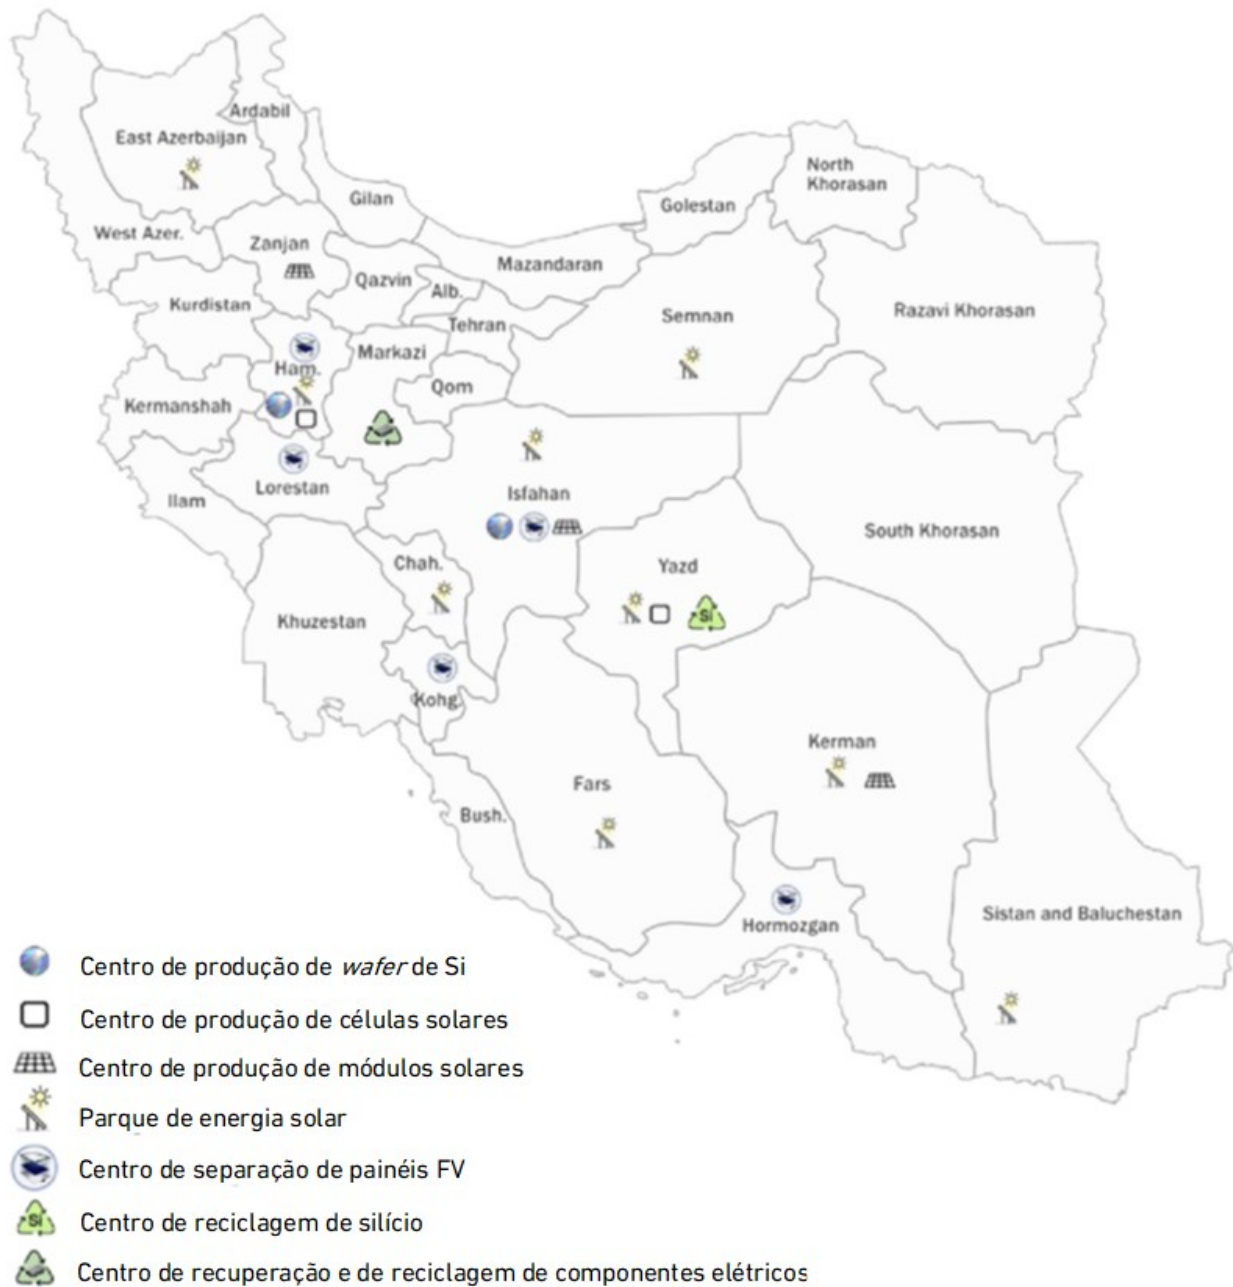 Ardabil
East Azerbaijan
North
Khorasan
Gilan
Golestan
West Azer.
Zanjan
Mazandaran
Qazvin
Alb.
Kurdistan
Razavi Khorasan
Semnan
Tehran
Markazi
Ham.
Qom
Kermanshah
Lorestan
Isfahan
Ilam
South Khorasan
Chah.
Yazd
Si
Khuzestan
Kohg.
Kerman
Fars
Bush.
Sistan and Baluchestan
Hormozgan
Centro de produção de wafer de Si
Centro de produção de células solares
Centro de produção de módulos solares
Parque de energia solar
Centro de separação de painéis FV
Si
Centro de reciclagem de silício
Centro de recuperação e de reciclagem de componentes elétricos